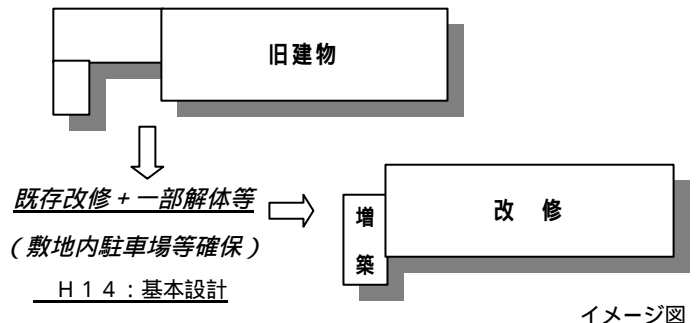 旧建物
既存改修＋一部解体等
（敷地内駐車場等確保）
Ｈ１４：基本設計
増築
改 修
イメージ図